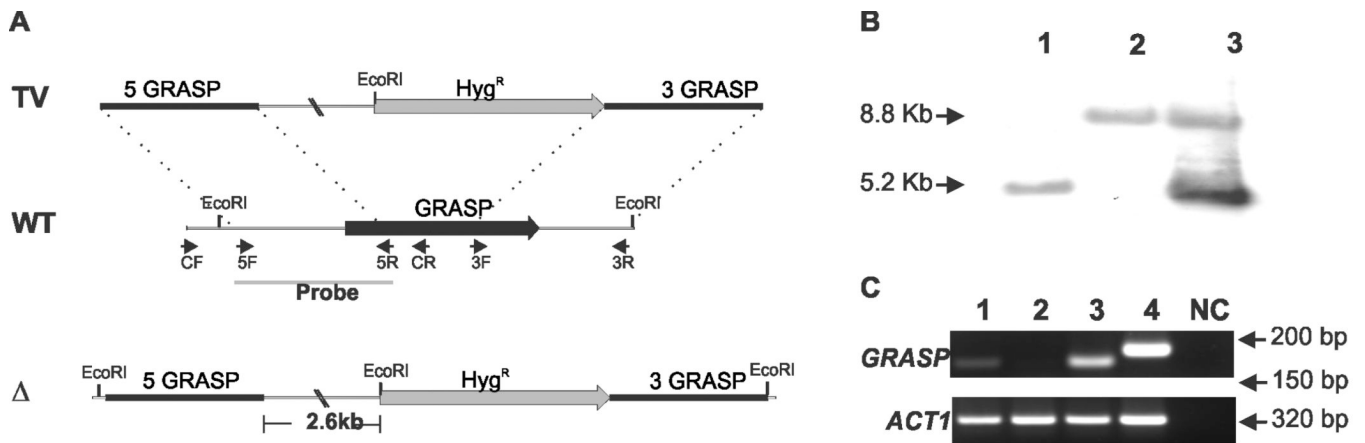 A
TV
5 GRASP
EcoRI
Hyg^R
3 GRASP
WT
EcoRI
GRASP
EcoRI
CF
5F
5R
CR
3F
3R
Probe
Δ
EcoRI
5 GRASP
EcoRI
Hyg^R
3 GRASP
EcoRI
2.6kb
B
1 2 3
8.8 Kb
5.2 Kb
C
1 2 3 4 NC
GRASP
200 bp
150 bp
ACT1
320 bp